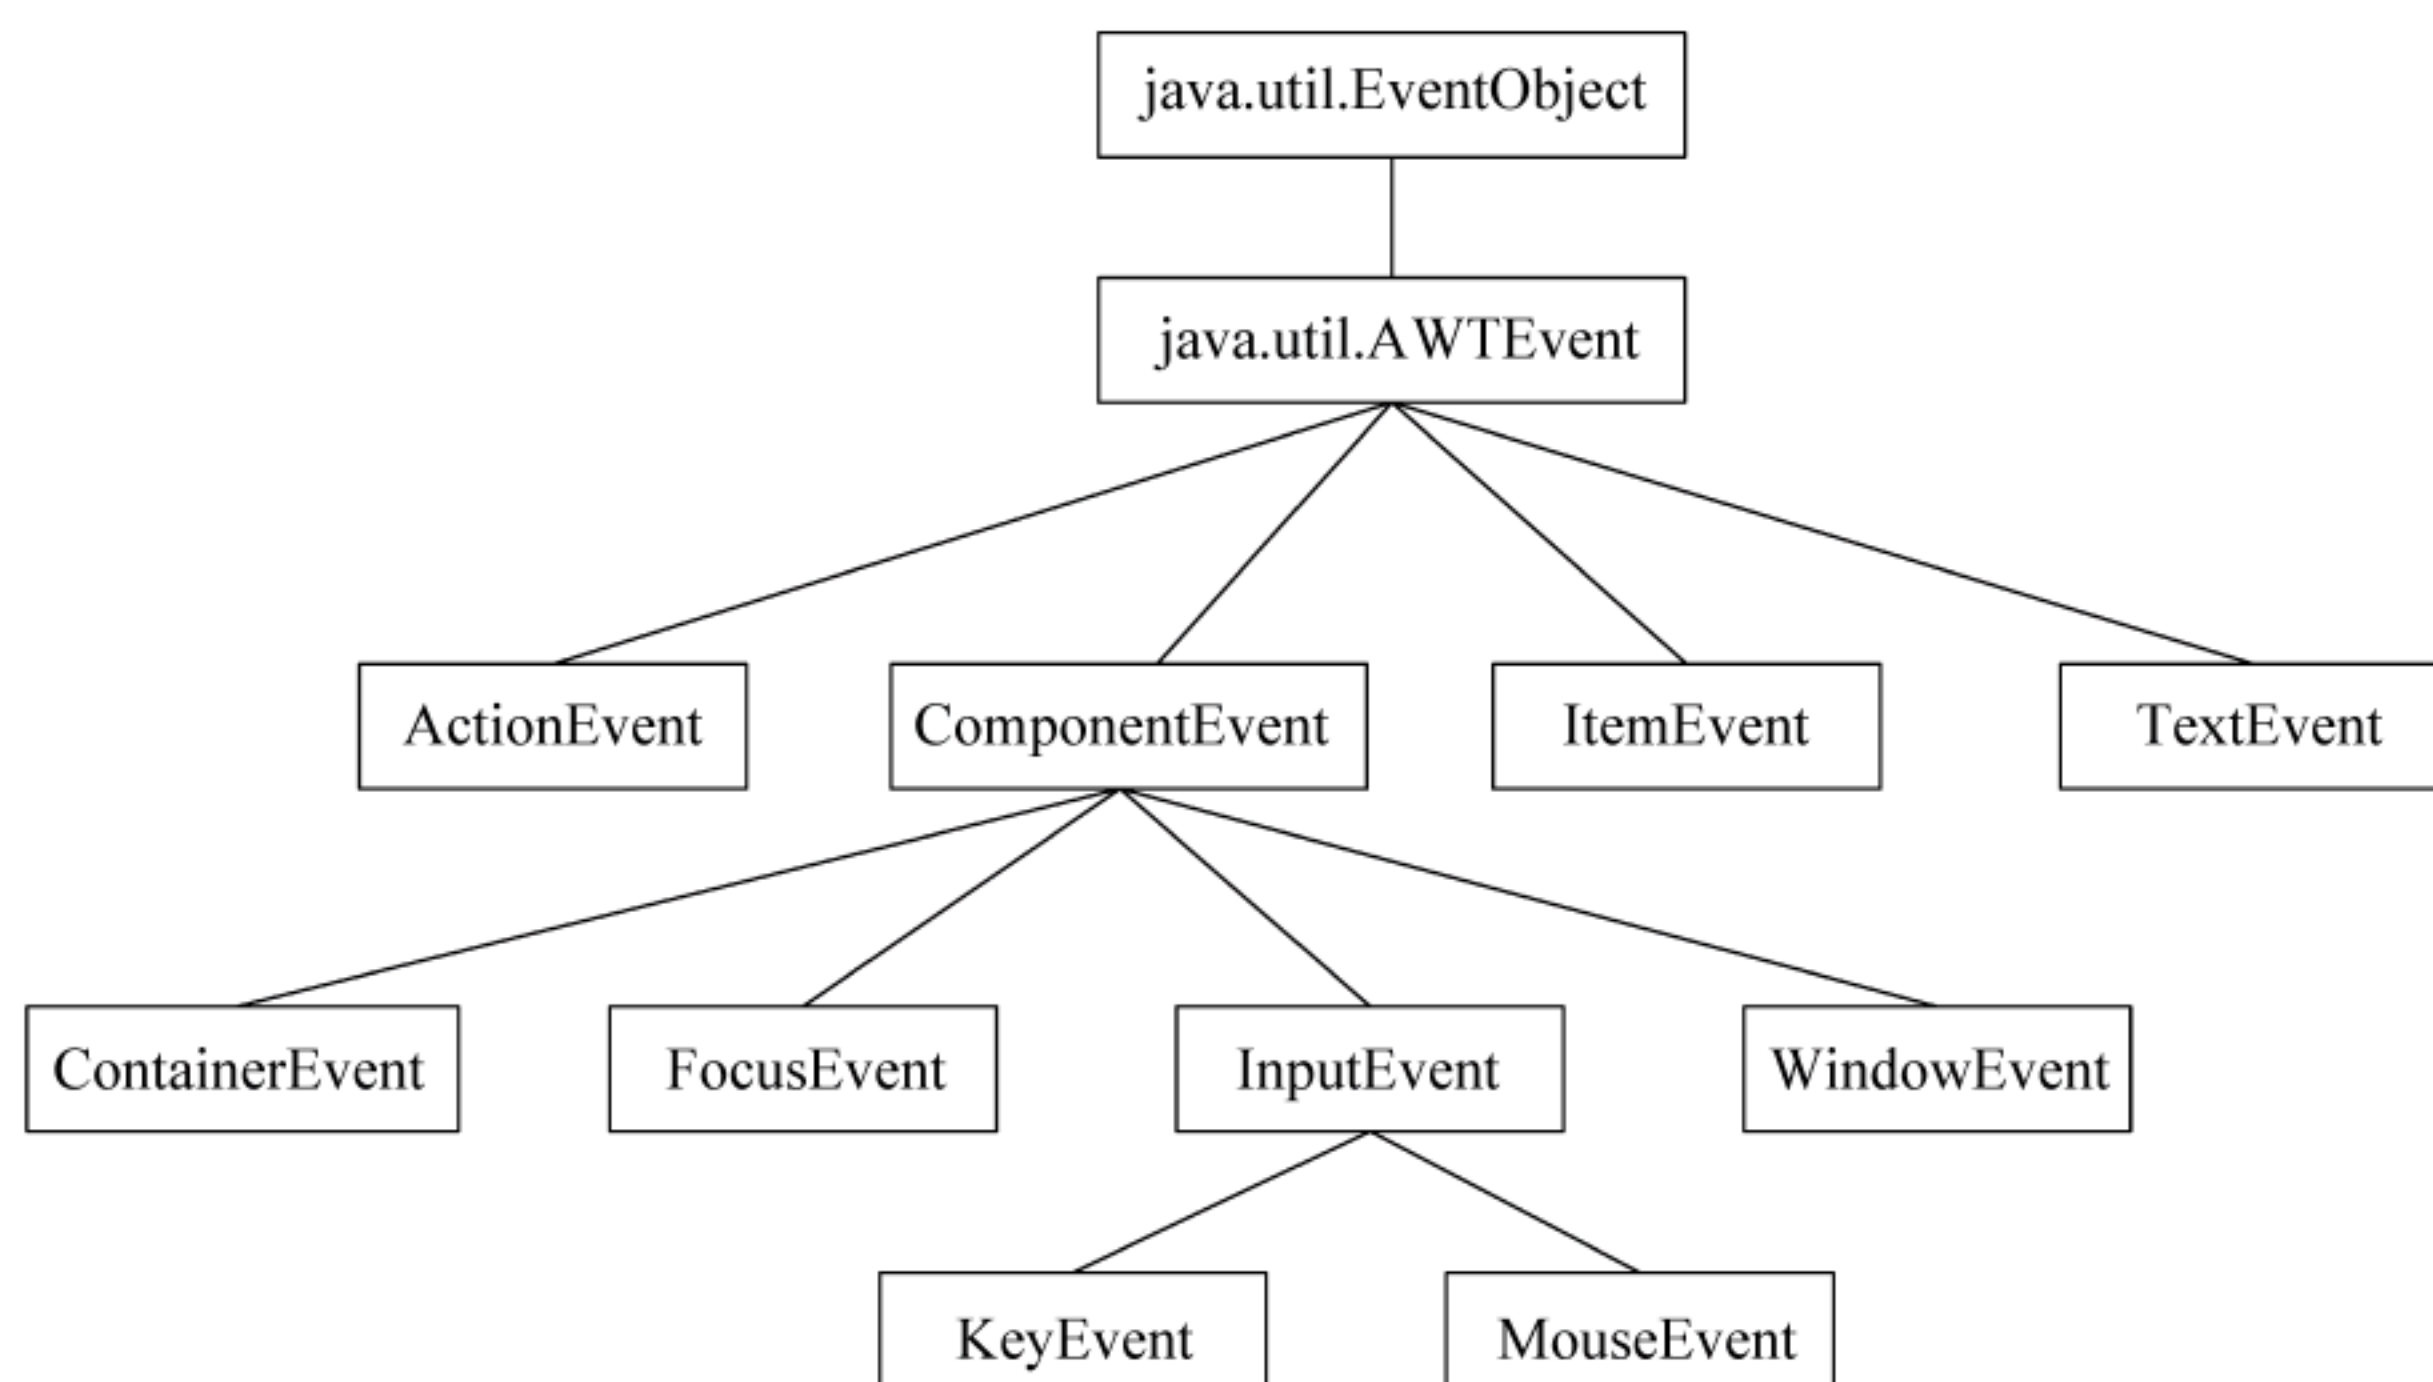 java.util.EventObject
java.util.AWTEvent
ActionEvent
ComponentEvent
ItemEvent
TextEvent
ContainerEvent
FocusEvent
InputEvent
WindowEvent
KeyEvent
MouseEvent